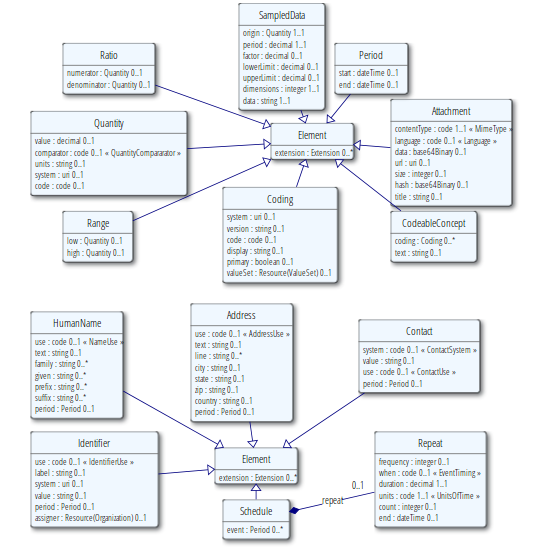 SampledData
origin : Quantity 1..1
period : decimal 1..1
factor : decimal 0..1
lowerLimit : decimal 0..1
upperLimit : decimal 0..1
dimensions : integer 1..1
data : string 1..1
Ratio
numerator : Quantity 0..1
denominator : Quantity 0..1
Period
start : dateTime 0..1
end : dateTime 0..1
Quantity
value : decimal 0..1
comparator : code 0..1 « QuantityCompararator »
units : string 0..1
system : uri 0..1
code : code 0..1
Element
extension : Extension 0..*
Attachment
contentType : code 1..1 « MimeType »
language : code 0..1 « Language »
data : base64Binary 0..1
url : uri 0..1
size : integer 0..1
hash : base64Binary 0..1
title : string 0..1
Range
low : Quantity 0..1
high : Quantity 0..1
Coding
system : uri 0..1
version : string 0..1
code : code 0..1
display : string 0..1
primary : boolean 0..1
valueSet : Resource(ValueSet) 0..1
CodeableConcept
coding : Coding 0..*
text : string 0..1
HumanName
use : code 0..1 « NameUse »
text : string 0..1
family : string 0..*
given : string 0..*
prefix : string 0..*
suffix : string 0..*
period : Period 0..1
Address
use : code 0..1 « AddressUse »
text : string 0..1
line : string 0..*
city : string 0..1
state : string 0..1
zip : string 0..1
country : string 0..1
period : Period 0..1
Contact
system : code 0..1 « ContactSystem »
value : string 0..1
use : code 0..1 « ContactUse »
period : Period 0..1
Identifier
use : code 0..1 « IdentifierUse »
label : string 0..1
system : uri 0..1
value : string 0..1
period : Period 0..1
assigner : Resource(Organization) 0..1
Element
extension : Extension 0..*
Repeat
frequency : integer 0..1
when : code 0..1 « EventTiming »
duration : decimal 1..1
units : code 1..1 « UnitsOfTime »
count : integer 0..1
end : dateTime 0..1
0..1
repeat
Schedule
event : Period 0..*